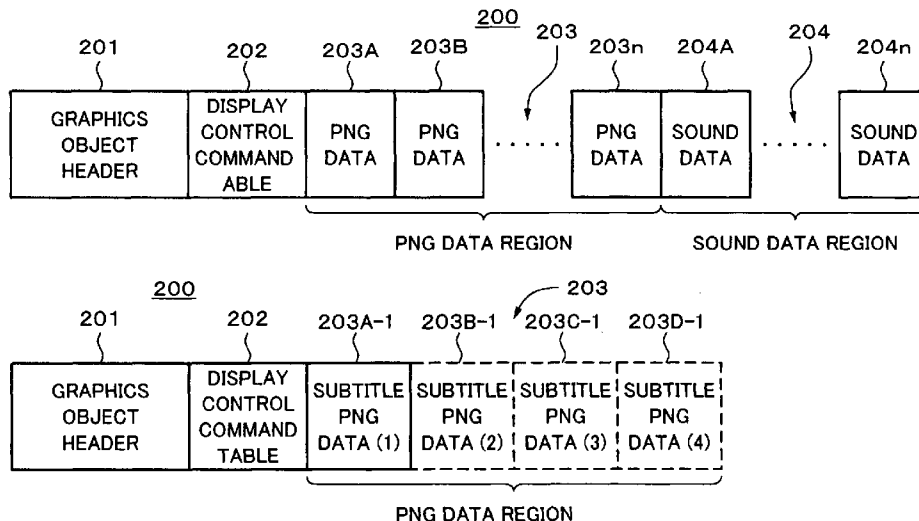 200
201 202 203A 203B 203 203n 204A 204 204n
GRAPHICS OBJECT HEADER
DISPLAY CONTROL COMMAND ABLE
PNG DATA
PNG DATA
.....
PNG DATA
SOUND DATA
.....
SOUND DATA
PNG DATA REGION SOUND DATA REGION
200 203
201 202 203A-1 203B-1 203C-1 203D-1
GRAPHICS OBJECT HEADER
DISPLAY CONTROL COMMAND TABLE
SUBTITLE PNG DATA (1)
SUBTITLE PNG DATA (2)
SUBTITLE PNG DATA (3)
SUBTITLE PNG DATA (4)
PNG DATA REGION